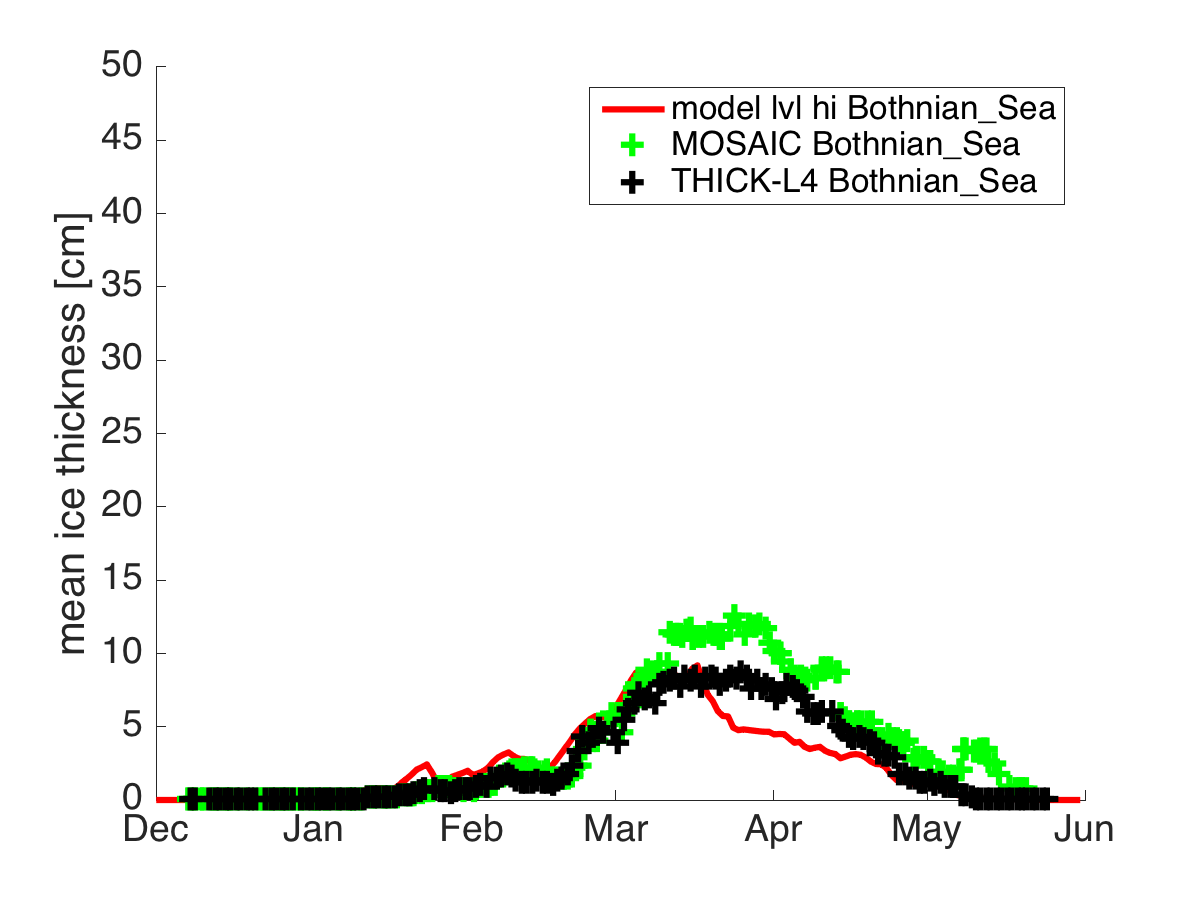 50
45
40
35
30
25
20
15
10
5
0
mean ice thickness [cm]
model lvl hi Bothnian_Sea
MOSAIC Bothnian_Sea
THICK-L4 Bothnian_Sea
Dec Jan Feb Mar Apr May Jun